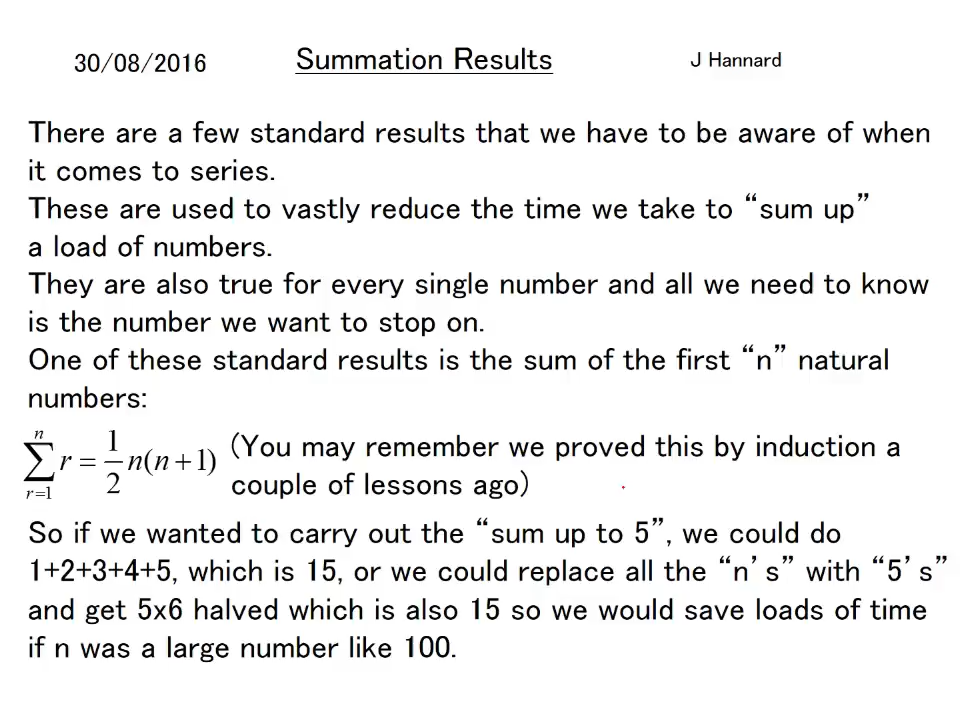 30/08/2016 Summation Results J Hannard
There are a few standard results that we have to be aware of when
it comes to series.
These are used to vastly reduce the time we take to “sum up”
a load of numbers.
They are also true for every single number and all we need to know
is the number we want to stop on.
One of these standard results is the sum of the first “n” natural
numbers:
\sum_{r=1}^{n} r = \frac{1}{2} n(n+1) (You may remember we proved this by induction a
couple of lessons ago)
So if we wanted to carry out the “sum up to 5”, we could do
1+2+3+4+5, which is 15, or we could replace all the “n’s” with “5’s”
and get 5x6 halved which is also 15 so we would save loads of time
if n was a large number like 100.